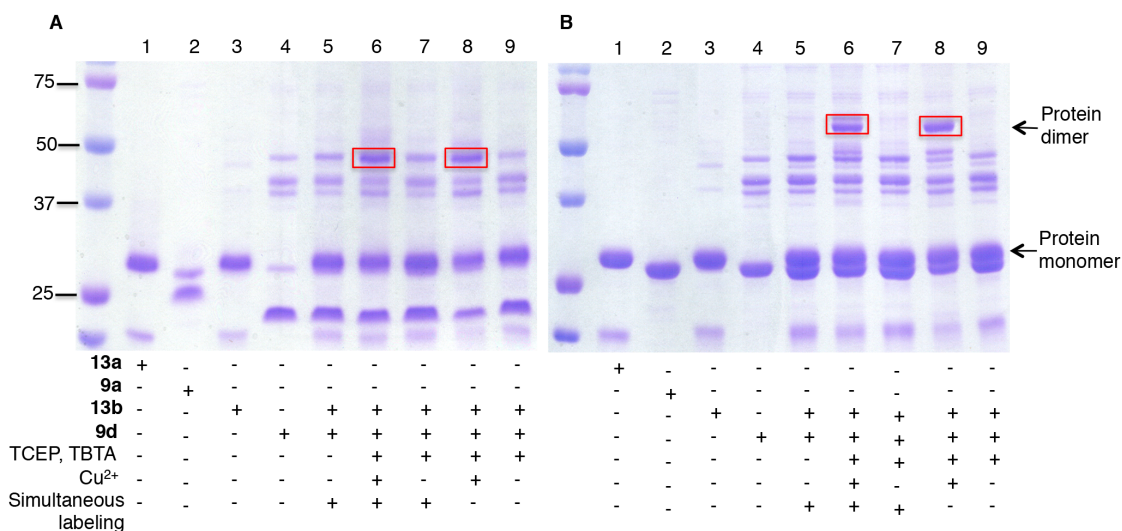 A B
1 2 3 4 5 6 7 8 9 1 2 3 4 5 6 7 8 9
75
Protein
dimer
50
37
Protein
monomer
25
13a + - - - - - - - - + - - - - - - - -
9a - + - - - - - - - - + - - - - - - -
13b - - + - + + + + + - - + - + + + + +
9d - - - + + + + + + - - - + + + + + +
TCEP, TBTA - - - - - + + + + - - - - - + + + +
Cu²⁺ - - - - - + - + - - - - - - + - + -
Simultaneous - - - - + + + - - - - - - + + + - -
labeling